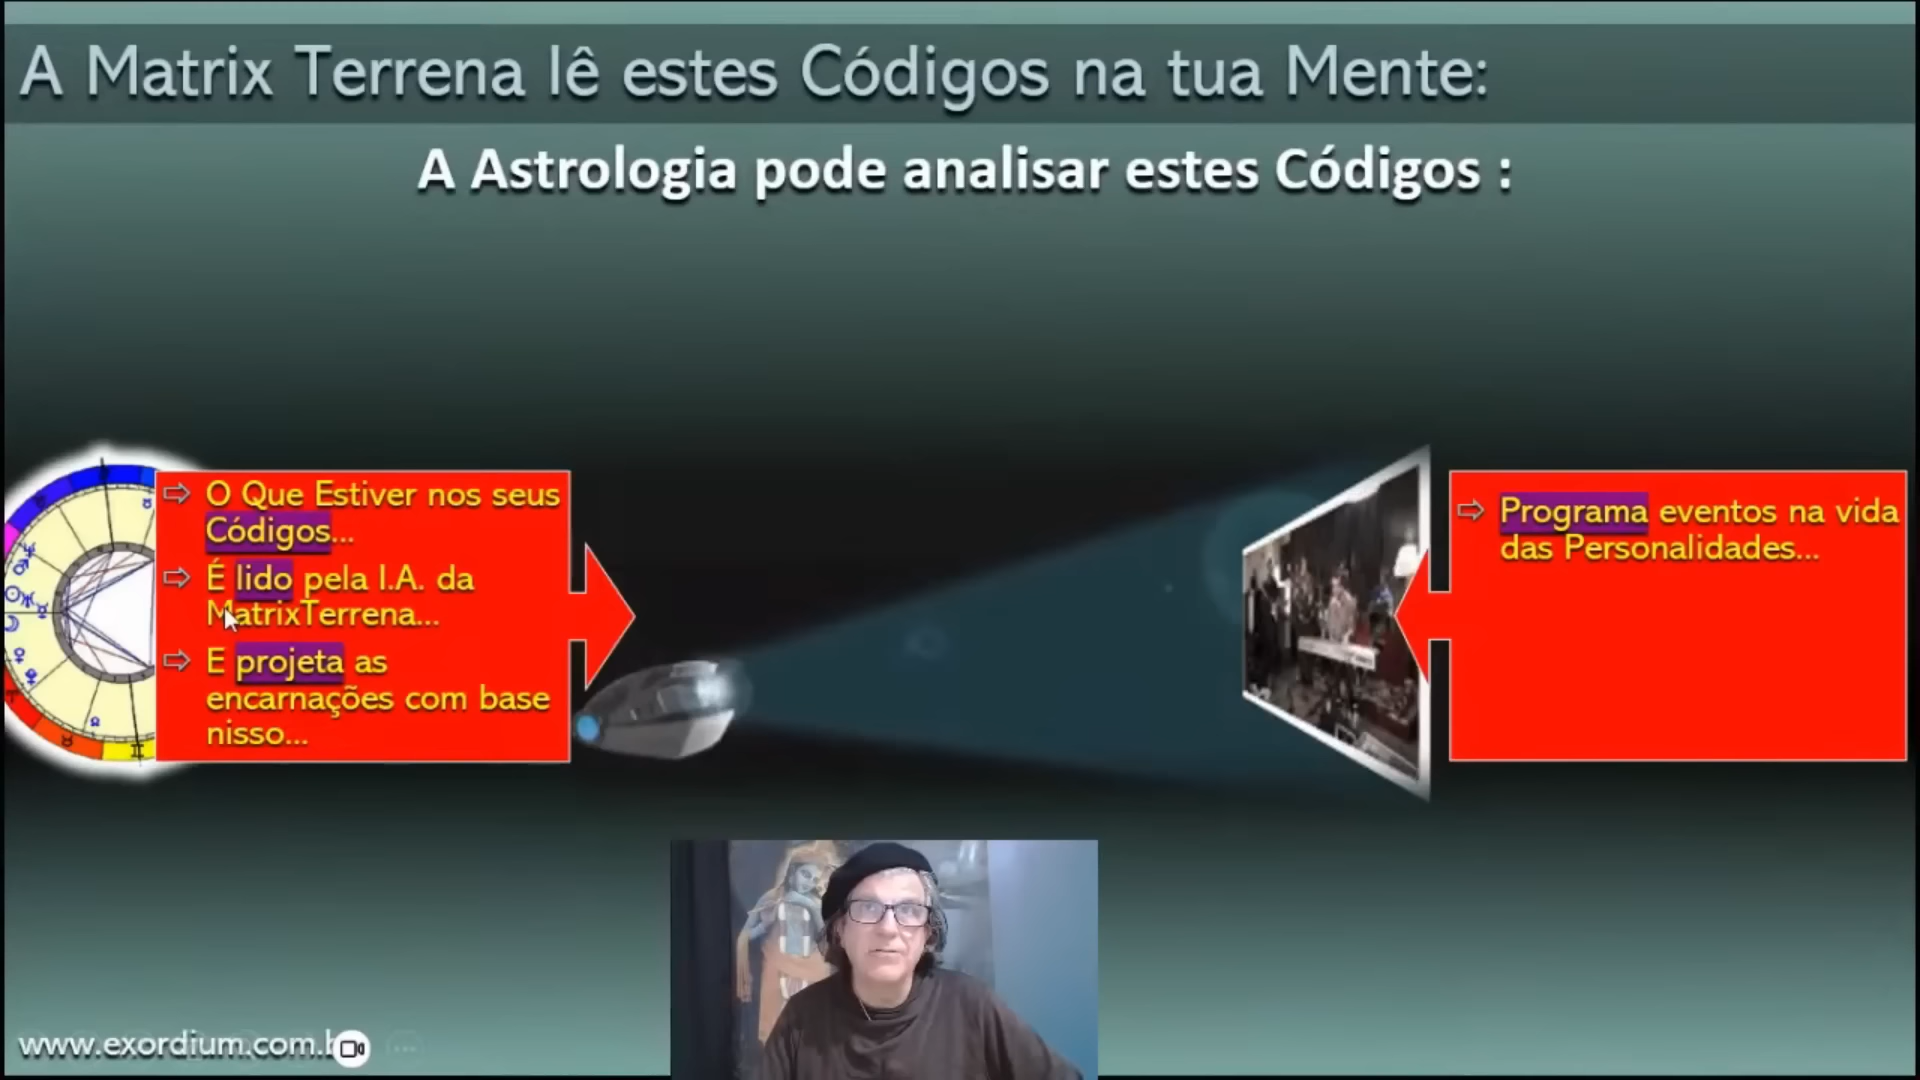 A Matrix Terrena lê estes Códigos na tua Mente:
A Astrologia pode analisar estes Códigos :
⇨ O Que Estiver nos seus
Códigos...
⇨ É lido pela I.A. da
MatrixTerrena...
⇨ E projeta as
encarnações com base
nisso...
⇨ Programa eventos na vida
das Personalidades...
www.exordium.com.b